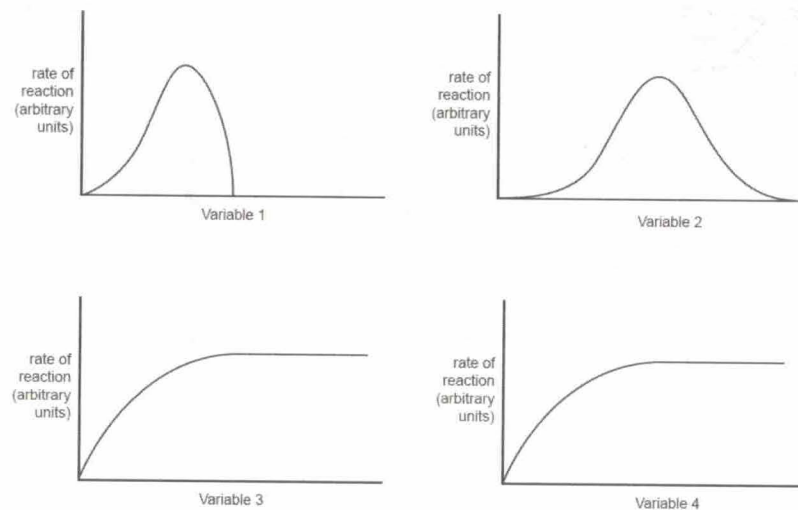 rate of
reaction
(arbitrary
units)
Variable 1
rate of
reaction
(arbitrary
units)
Variable 2
rate of
reaction
(arbitrary
units)
Variable 3
rate of
reaction
(arbitrary
units)
Variable 4